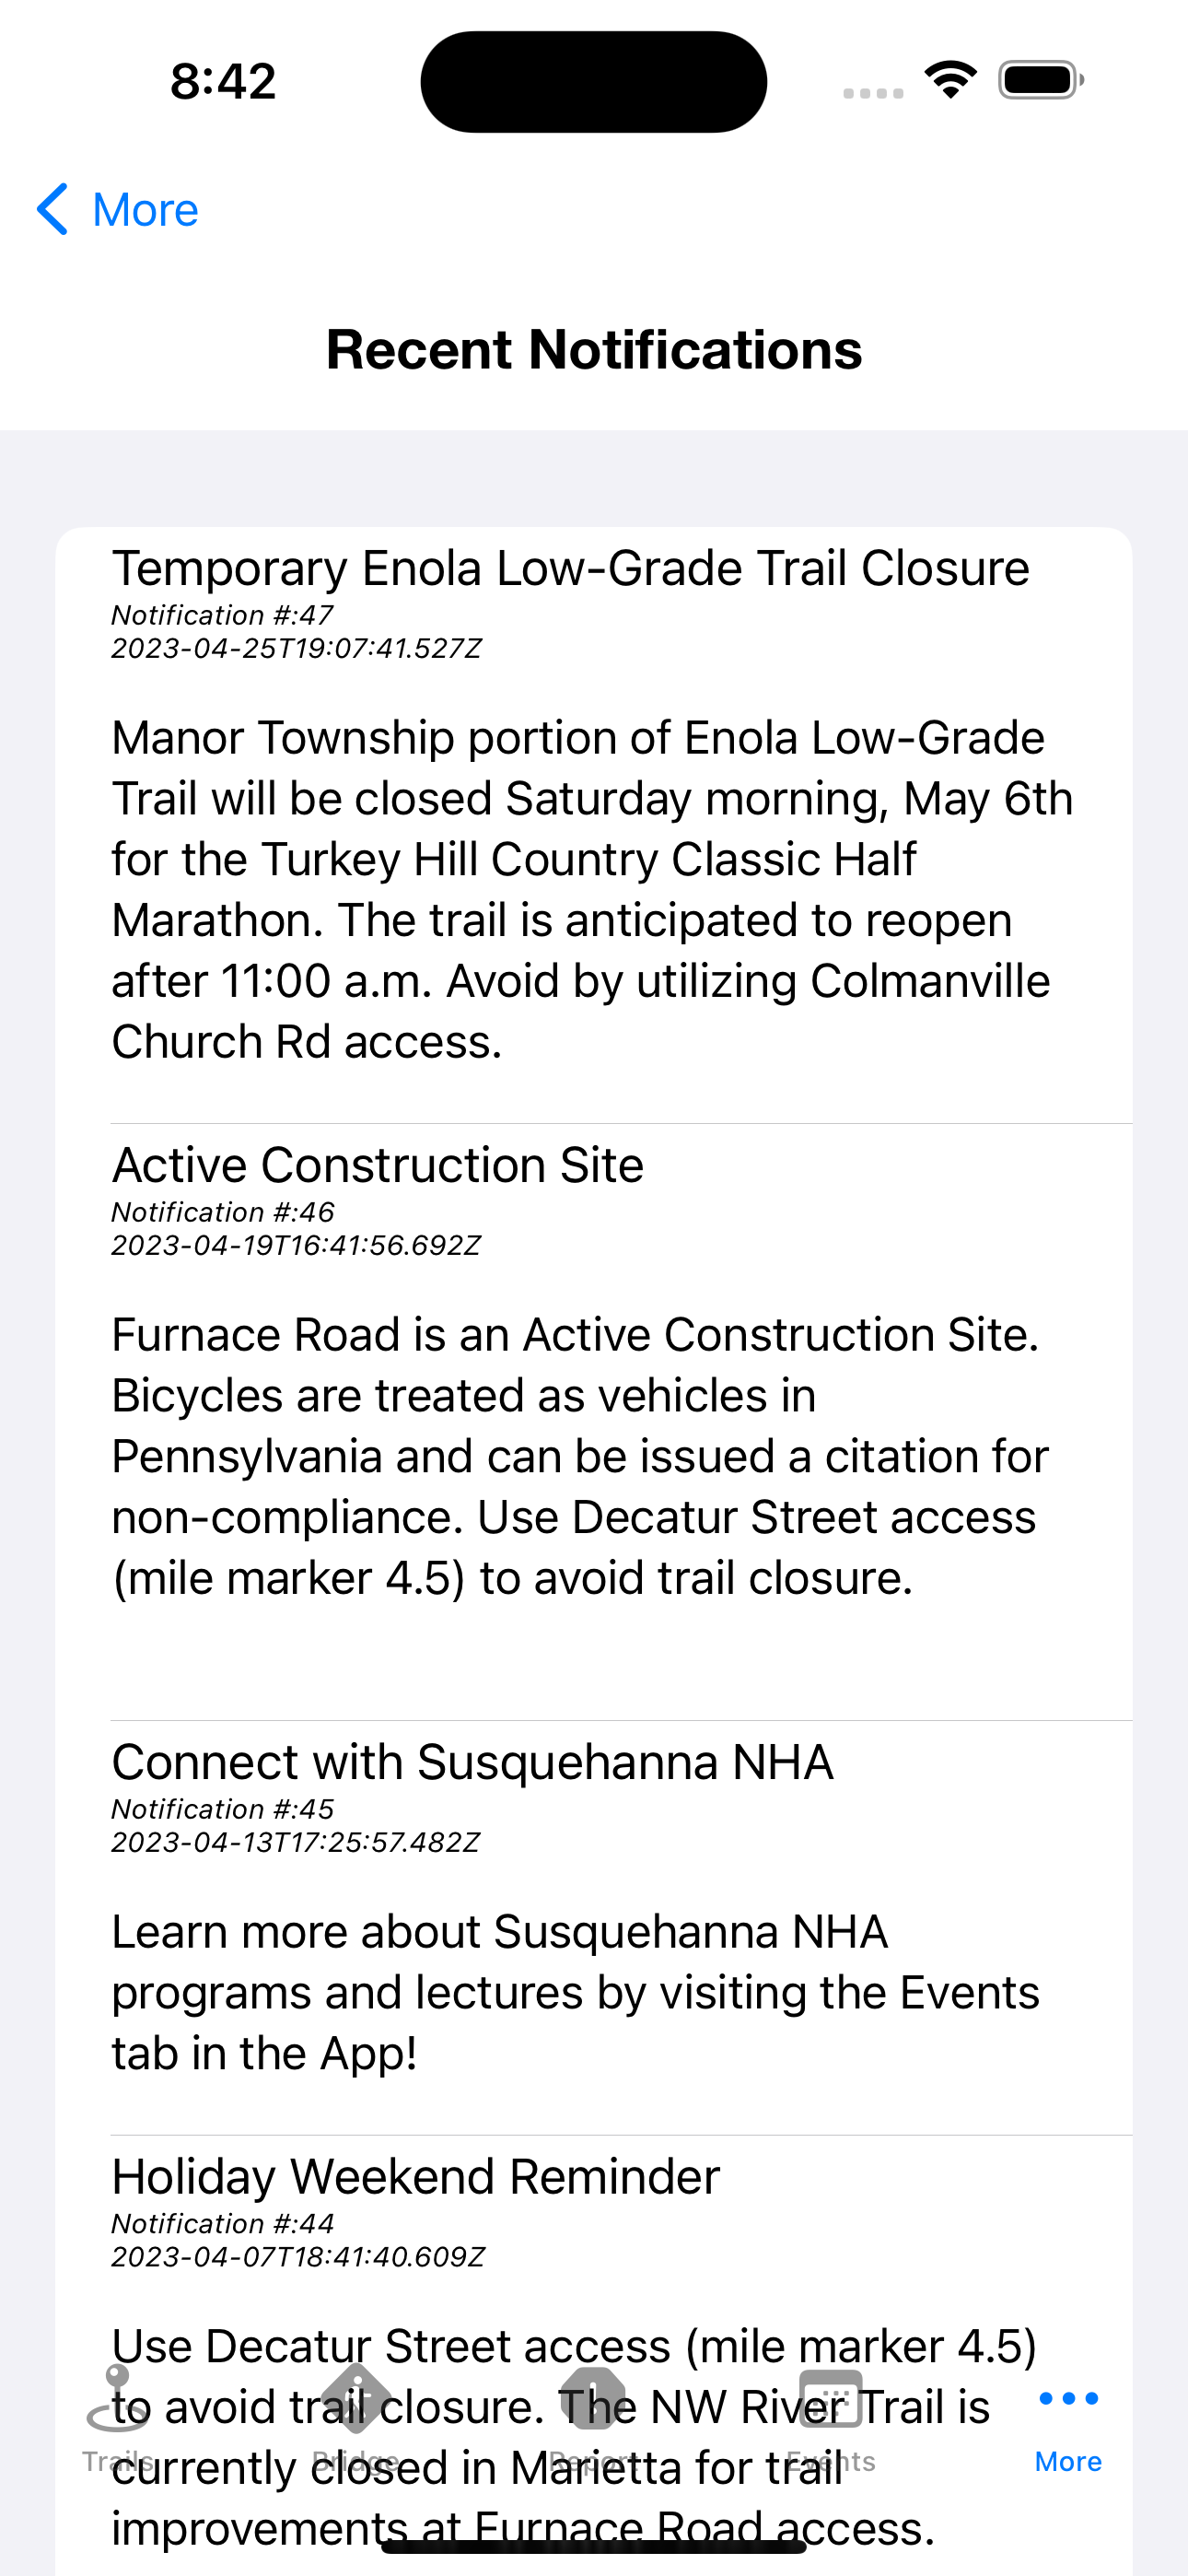 8:42
More
Recent Notifications
Temporary Enola Low-Grade Trail Closure
Notification #:47
2023-04-25T19:07:41.527Z
Manor Township portion of Enola Low-Grade
Trail will be closed Saturday morning, May 6th
for the Turkey Hill Country Classic Half
Marathon. The trail is anticipated to reopen
after 11:00 a.m. Avoid by utilizing Colmanville
Church Rd access.
Active Construction Site
Notification #:46
2023-04-19T16:41:56.692Z
Furnace Road is an Active Construction Site.
Bicycles are treated as vehicles in
Pennsylvania and can be issued a citation for
non-compliance. Use Decatur Street access
(mile marker 4.5) to avoid trail closure.
Connect with Susquehanna NHA
Notification #:45
2023-04-13T17:25:57.482Z
Learn more about Susquehanna NHA
programs and lectures by visiting the Events
tab in the App!
Holiday Weekend Reminder
Notification #:44
2023-04-07T18:41:40.609Z
Use Decatur Street access (mile marker 4.5)
to avoid trail closure. The NW River Trail is
currently closed in Marietta for trail
improvements at Furnace Road access.
Trails
Bridge
Report
Events
More